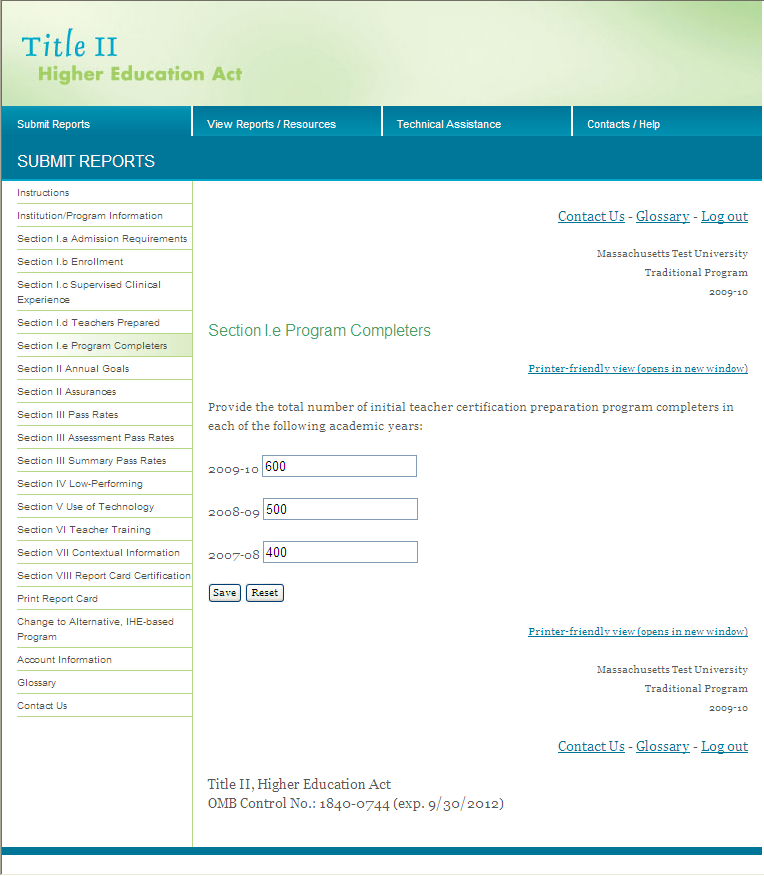 Title II
Higher Education Act
Submit Reports
View Reports / Resources
Technical Assistance
Contacts / Help
SUBMIT REPORTS
Instructions
Institution/Program Information
Section I.a Admission Requirements
Section I.b Enrollment
Section I.c Supervised Clinical
Experience
Section I.d Teachers Prepared
Section I.e Program Completers
Section II Annual Goals
Section II Assurances
Section III Pass Rates
Section III Assessment Pass Rates
Section III Summary Pass Rates
Section IV Low-Performing
Section V Use of Technology
Section VI Teacher Training
Section VII Contextual Information
Section VIII Report Card Certification
Print Report Card
Change to Alternative, IHE-based
Program
Account Information
Glossary
Contact Us
Contact Us - Glossary - Log out
Massachusetts Test University
Traditional Program
2009-10
Section I.e Program Completers
Printer-friendly view (opens in new window)
Provide the total number of initial teacher certification preparation program completers in
each of the following academic years:
2009-10 600
2008-09 500
2007-08 400
Save Reset
Printer-friendly view (opens in new window)
Massachusetts Test University
Traditional Program
2009-10
Contact Us - Glossary - Log out
Title II, Higher Education Act
OMB Control No.: 1840-0744 (exp. 9/30/2012)